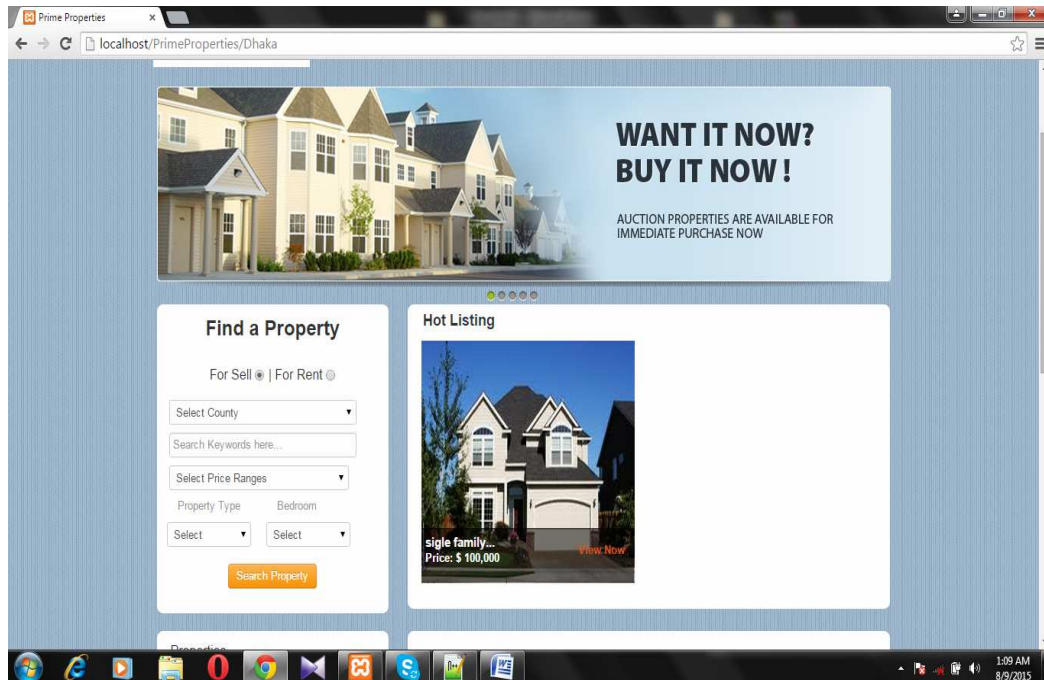 Prime Properties
localhost/PrimeProperties/Dhaka
WANT IT NOW?
BUY IT NOW !
AUCTION PROPERTIES ARE AVAILABLE FOR
IMMEDIATE PURCHASE NOW
Find a Property
For Sell | For Rent
Select County
Search Keywords here...
Select Price Ranges
Property Type Bedroom
Select Select
Search Property
Hot Listing
sigle family...
Price: $ 100,000
View Now
Properties
1:09 AM
8/9/2015